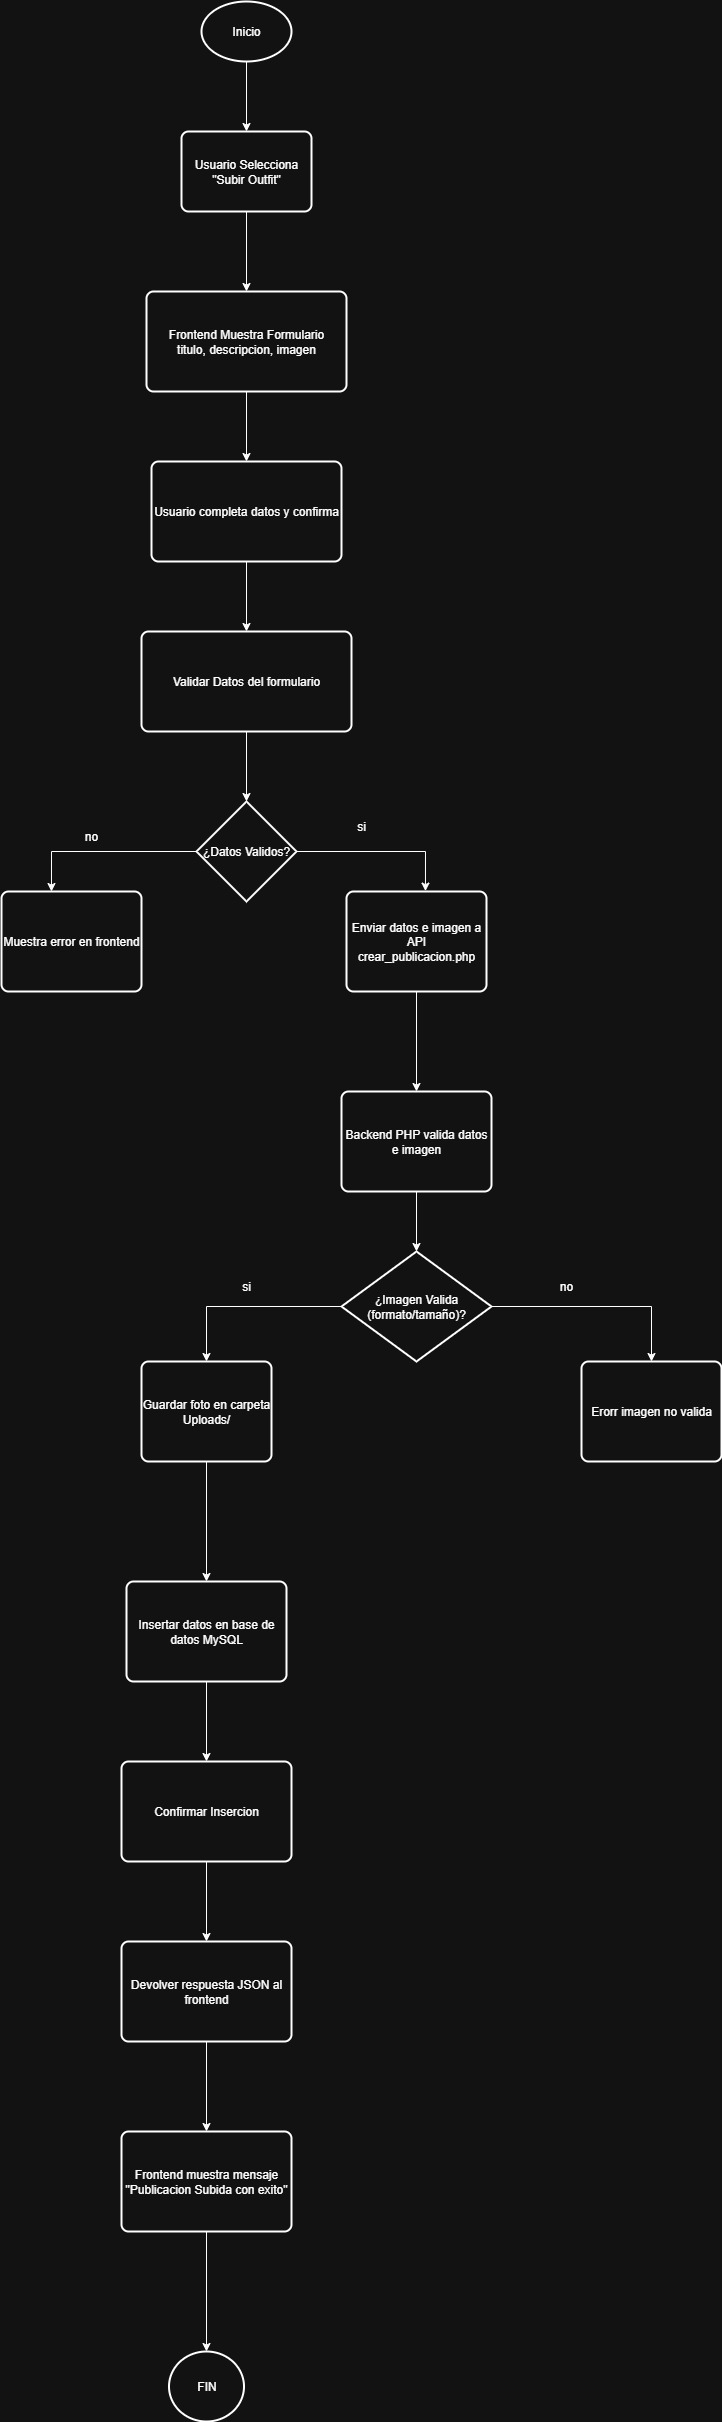 Inicio
Usuario Selecciona
"Subir Outfit"
Frontend Muestra Formulario
titulo, descripcion, imagen
Usuario completa datos y confirma
Validar Datos del formulario
¿Datos Validos?
no
si
Muestra error en frontend
Enviar datos e imagen a
API
crear_publicacion.php
Backend PHP valida datos
e imagen
¿Imagen Valida
(formato/tamaño)?
si
no
Guardar foto en carpeta
Uploads/
Erorr imagen no valida
Insertar datos en base de
datos MySQL
Confirmar Insercion
Devolver respuesta JSON al
frontend
Frontend muestra mensaje
"Publicacion Subida con exito"
FIN